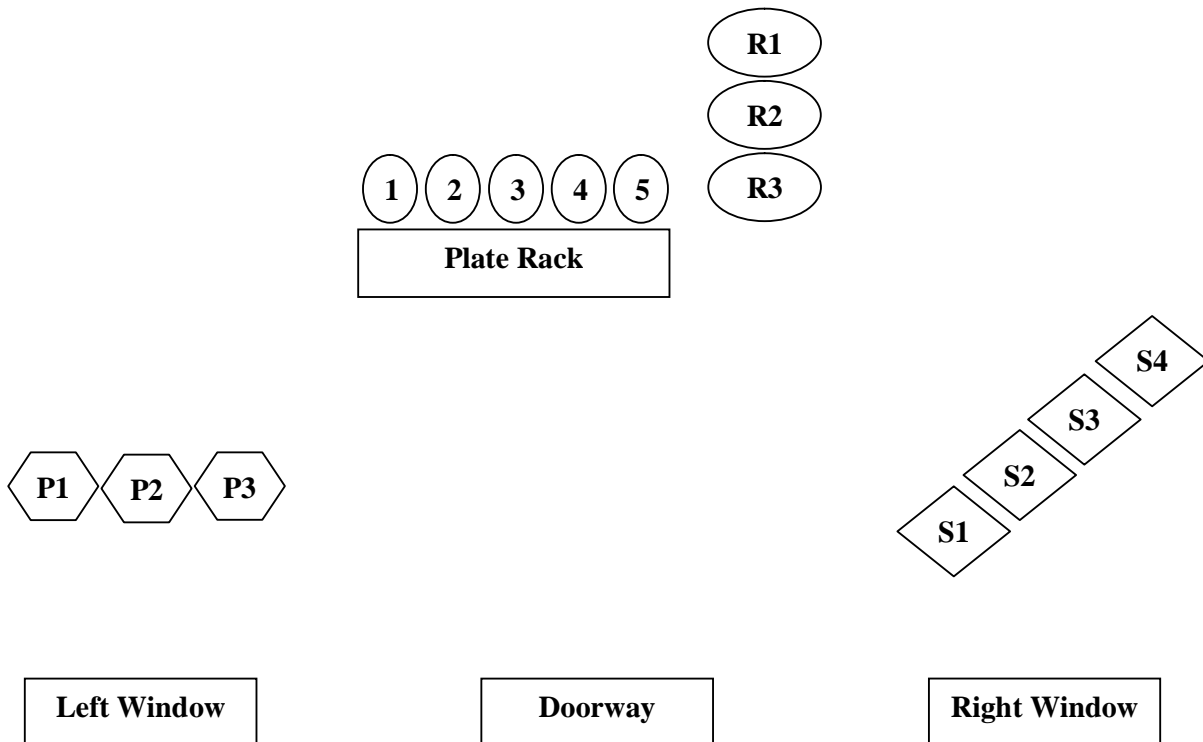 R1
R2
1 2 3 4 5 R3
Plate Rack
S4
S3
P1 P2 P3 S2
S1
Left Window Doorway Right Window